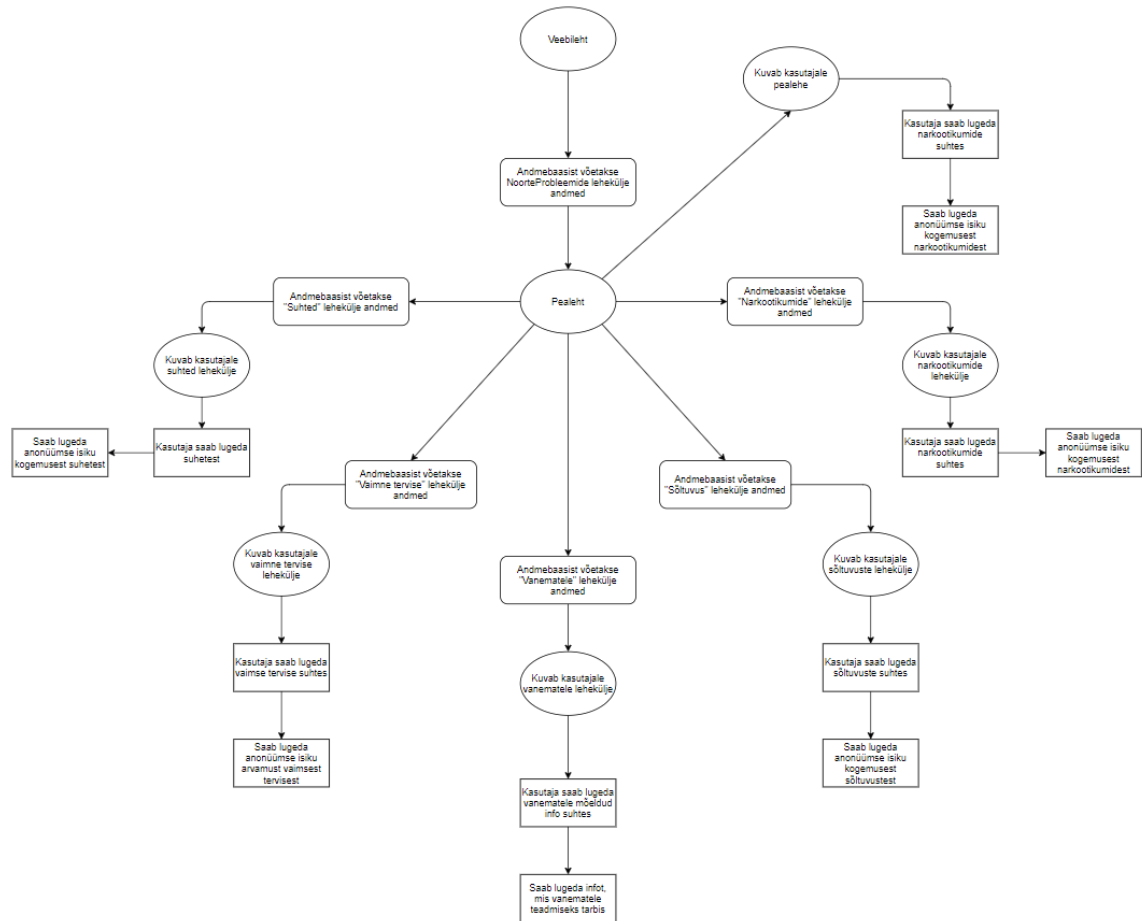 Veebileht
Kuvab kasutajale
pealehe
Kasutaja saab lugeda
narkootikumide
suhtes
Andmebaasist võetakse
NoorteProbleemide lehekülje
andmed
Saab lugeda
anonüümse isiku
kogemusest
narkootikumidest
Pealeht
Andmebaasist võetakse
"Suhted" lehekülje andmed
Andmebaasist võetakse
"Narkootikumide" lehekülje
andmed
Kuvab kasutajale
suhted lehekülje
Kuvab kasutajale
narkootikumide
lehekülje
Saab lugeda
anonüümse isiku
kogemusest suhetest
Kasutaja saab lugeda
suhetest
Kasutaja saab lugeda
narkootikumide
suhtes
Saab lugeda
anonüümse isiku
kogemusest
narkootikumidest
Andmebaasist võetakse
"Vaimne tervise" lehekülje
andmed
Andmebaasist võetakse
"Sõltuvus" lehekülje andmed
Kuvab kasutajale
vaimne tervise
lehekülje
Andmebaasist võetakse
"Vanematele" lehekülje
andmed
Kuvab kasutajale
sõltuvuste lehekülje
Kasutaja saab lugeda
vaimse tervise suhtes
Kuvab kasutajale
vanematele lehekülje
Kasutaja saab lugeda
sõltuvuste suhtes
Saab lugeda
anonüümse isiku
arvamust vaimsest
tervisest
Saab lugeda
anonüümse isiku
kogemusest
sõltuvustest
Kasutaja saab lugeda
vanematele mõeldud
info suhtes
Saab lugeda infot,
mis vanematele
teadmiseks tarbis